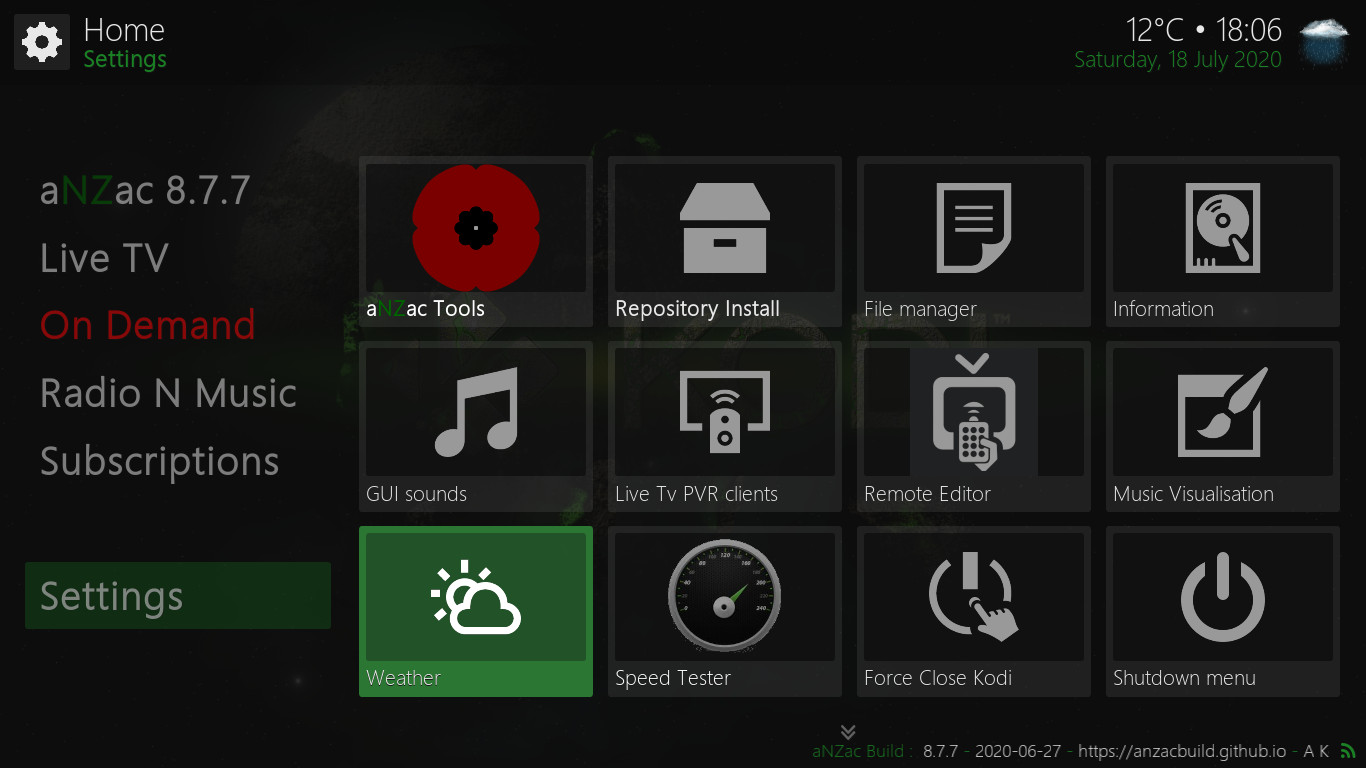 Home
Settings
12°C • 18:06
Saturday, 18 July 2020
aNZac 8.7.7
Live TV
On Demand
Radio N Music
Subscriptions
Settings
aNZac Tools
Repository Install
File manager
Information
GUI sounds
Live Tv PVR clients
Remote Editor
Music Visualisation
Weather
Speed Tester
Force Close Kodi
Shutdown menu
aNZac Build : 8.7.7 - 2020-06-27 - https://anzacbuild.github.io - A K